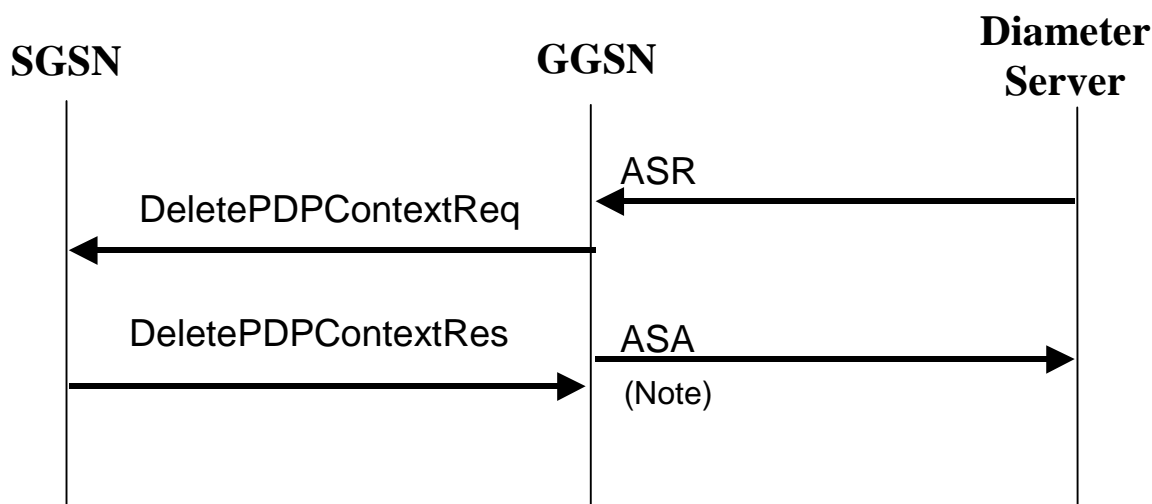 SGSN
GGSN
Diameter
Server
ASR
DeletePDPContextReq
DeletePDPContextRes
ASA
(Note)